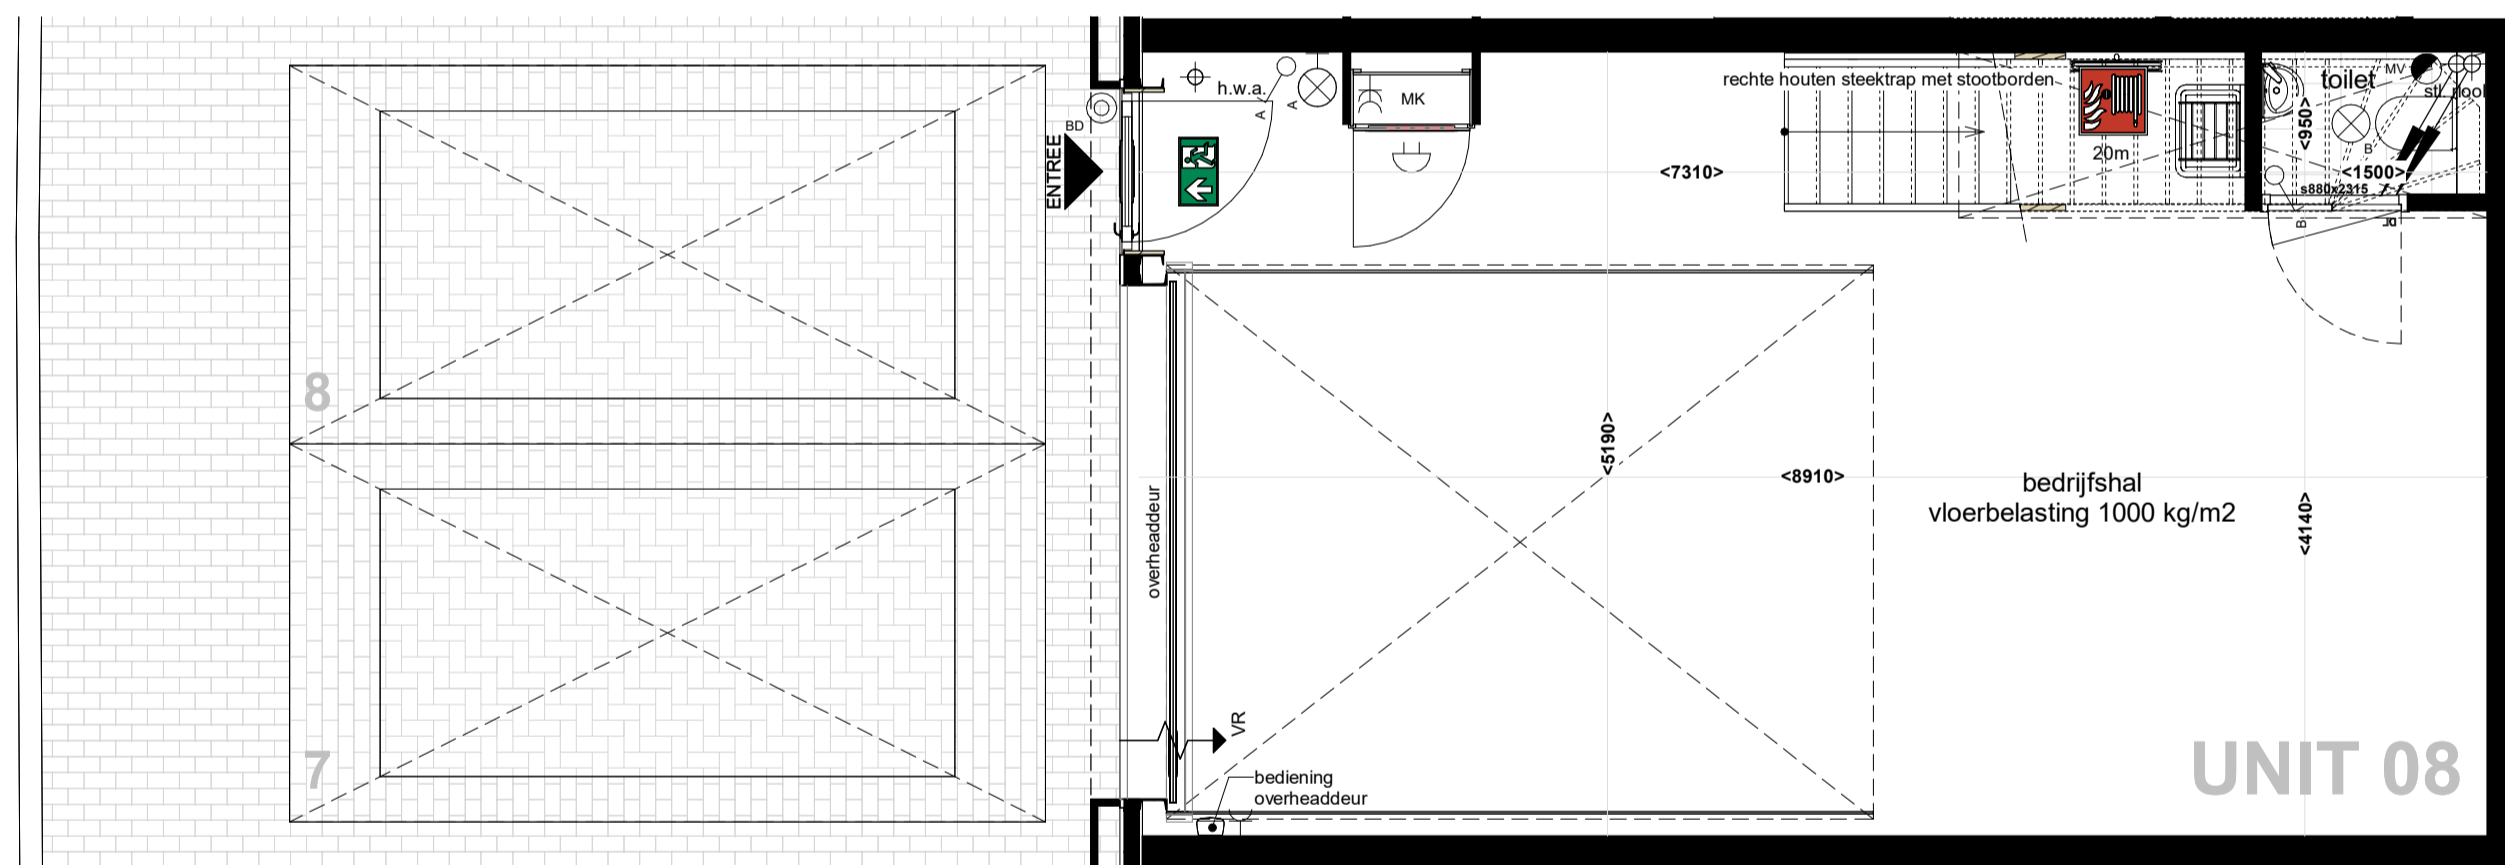 8
7
ENTREE
BD
h.w.a.
A
A
MK
rechte houten steektrap met stootborden
20m
toilet
MV
<950>
B
<1500>
s880x2315
B
<7310>
<5190>
<8910>
bedrijfshal
vloerbelasting 1000 kg/m2
<4140>
overheaddeur
VR
bediening
overheaddeur
UNIT 08